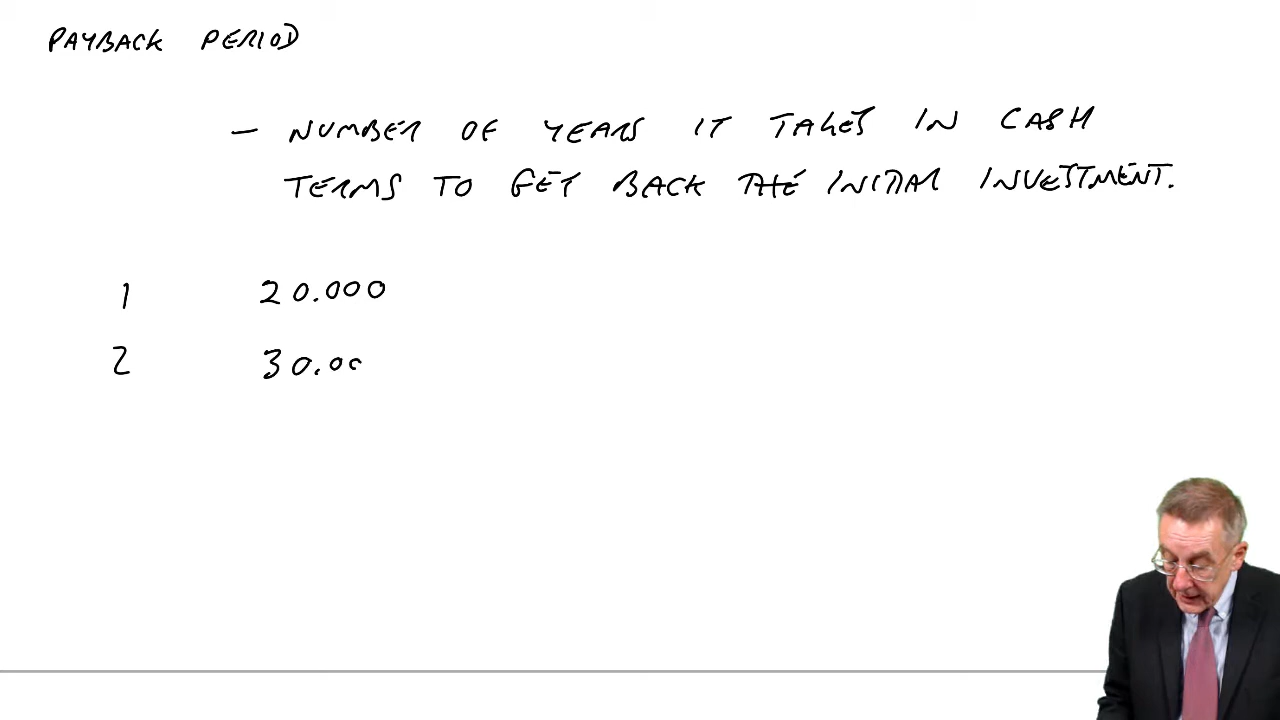 PAYBACK PERIOD
- NUMBER OF YEARS IT TAKES IN CASH
TERMS TO GET BACK THE INITIAL INVESTMENT.
1 20.000
2 30.00